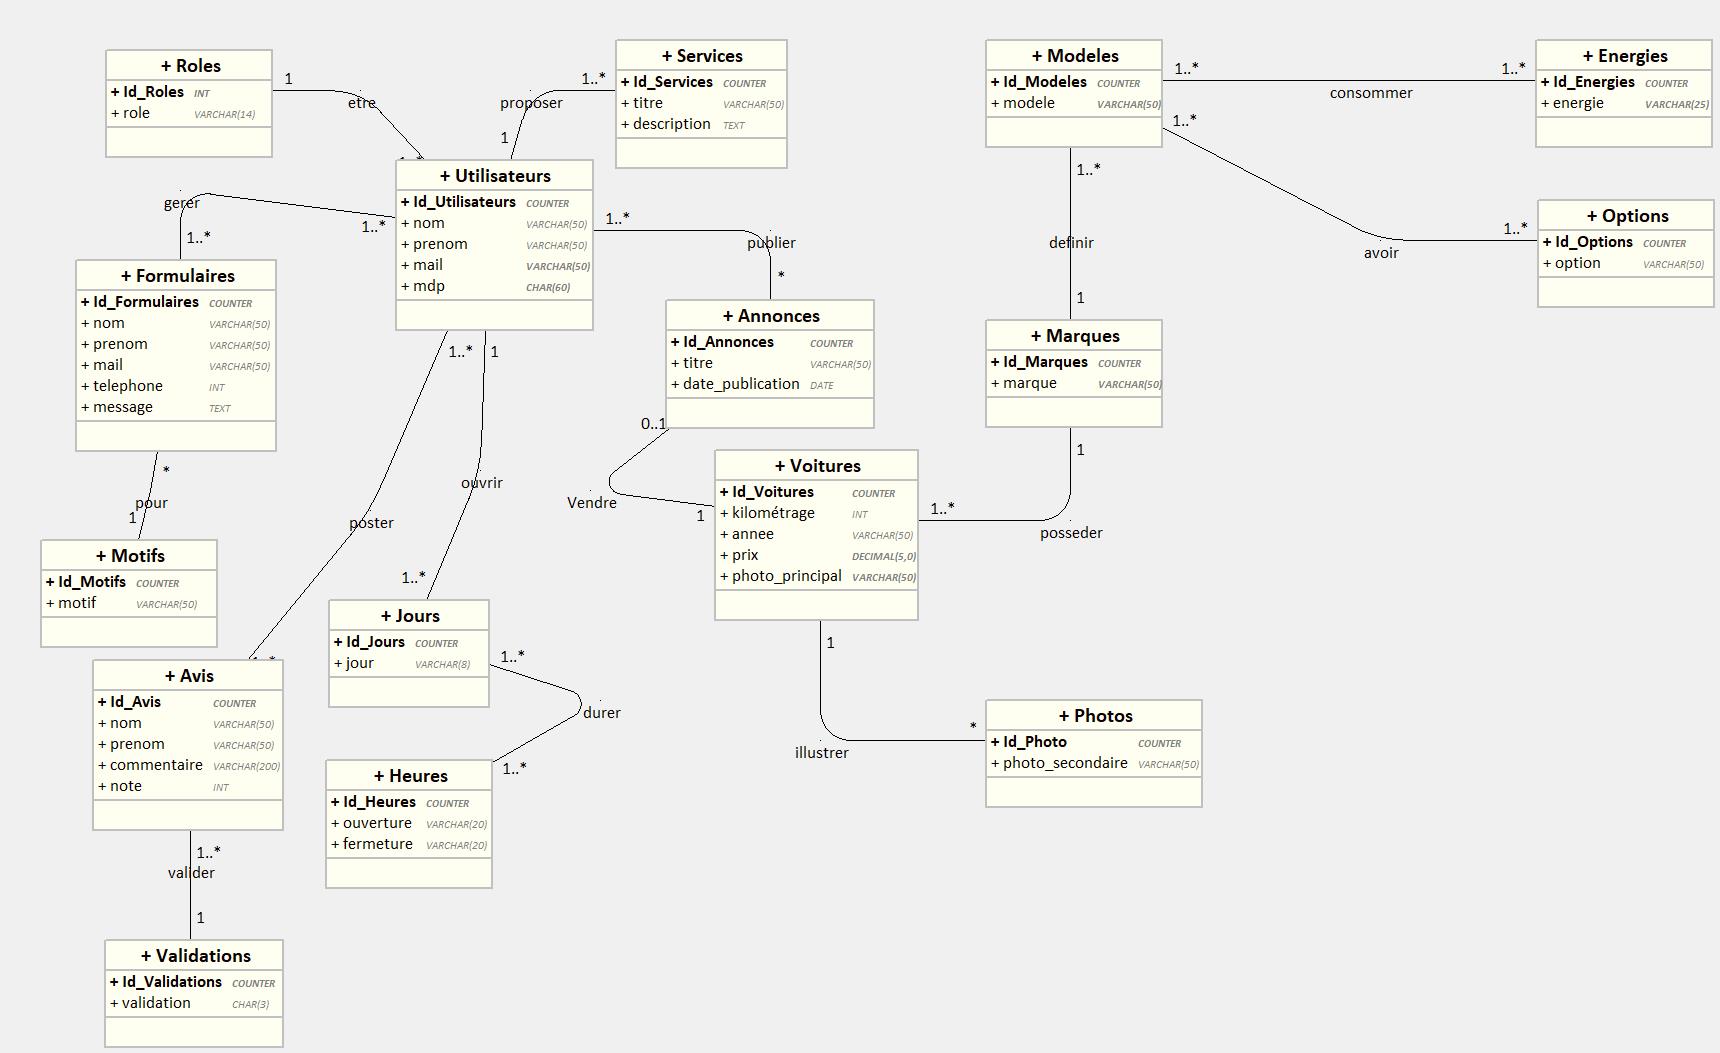 + Roles
+ Id_Roles INT
+ role VARCHAR(14)
1
etre
1..*
+ Services
+ Id_Services COUNTER
+ titre VARCHAR(50)
+ description TEXT
1..*
proposer
1
+ Modeles
+ Id_Modeles COUNTER
+ modele VARCHAR(50)
1..*
1..*
consommer
+ Energies
+ Id_Energies COUNTER
+ energie VARCHAR(25)
1..*
avoir
1..*
+ Options
+ Id_Options COUNTER
+ option VARCHAR(50)
+ Utilisateurs
+ Id_Utilisateurs COUNTER
+ nom VARCHAR(50)
+ prenom VARCHAR(50)
+ mail VARCHAR(50)
+ mdp CHAR(60)
gerer
1..*
1..*
1..*
publier
*
1..*
definir
1
+ Formulaires
+ Id_Formulaires COUNTER
+ nom VARCHAR(50)
+ prenom VARCHAR(50)
+ mail VARCHAR(50)
+ telephone INT
+ message TEXT
+ Annonces
+ Id_Annonces COUNTER
+ titre VARCHAR(50)
+ date_publication DATE
+ Marques
+ Id_Marques COUNTER
+ marque VARCHAR(50)
1..*
1
0..1
Vendre
1
1
1..*
posseder
*
pour
1
poster
ouvrir
+ Voitures
+ Id_Voitures COUNTER
+ kilométrage INT
+ annee VARCHAR(50)
+ prix DECIMAL(5,0)
+ photo_principal VARCHAR(50)
+ Motifs
+ Id_Motifs COUNTER
+ motif VARCHAR(50)
1..*
+ Jours
+ Id_Jours COUNTER
+ jour VARCHAR(8)
1..*
durer
1..*
1
illustrer
*
+ Avis
+ Id_Avis COUNTER
+ nom VARCHAR(50)
+ prenom VARCHAR(50)
+ commentaire VARCHAR(200)
+ note INT
+ Heures
+ Id_Heures COUNTER
+ ouverture VARCHAR(20)
+ fermeture VARCHAR(20)
+ Photos
+ Id_Photo COUNTER
+ photo_secondaire VARCHAR(50)
1..*
valider
1
+ Validations
+ Id_Validations COUNTER
+ validation CHAR(3)